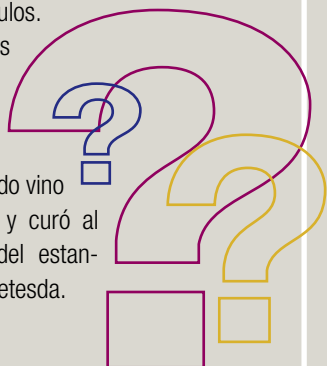 ulos.
s
do vino
y curó al
del estan-
etesda.